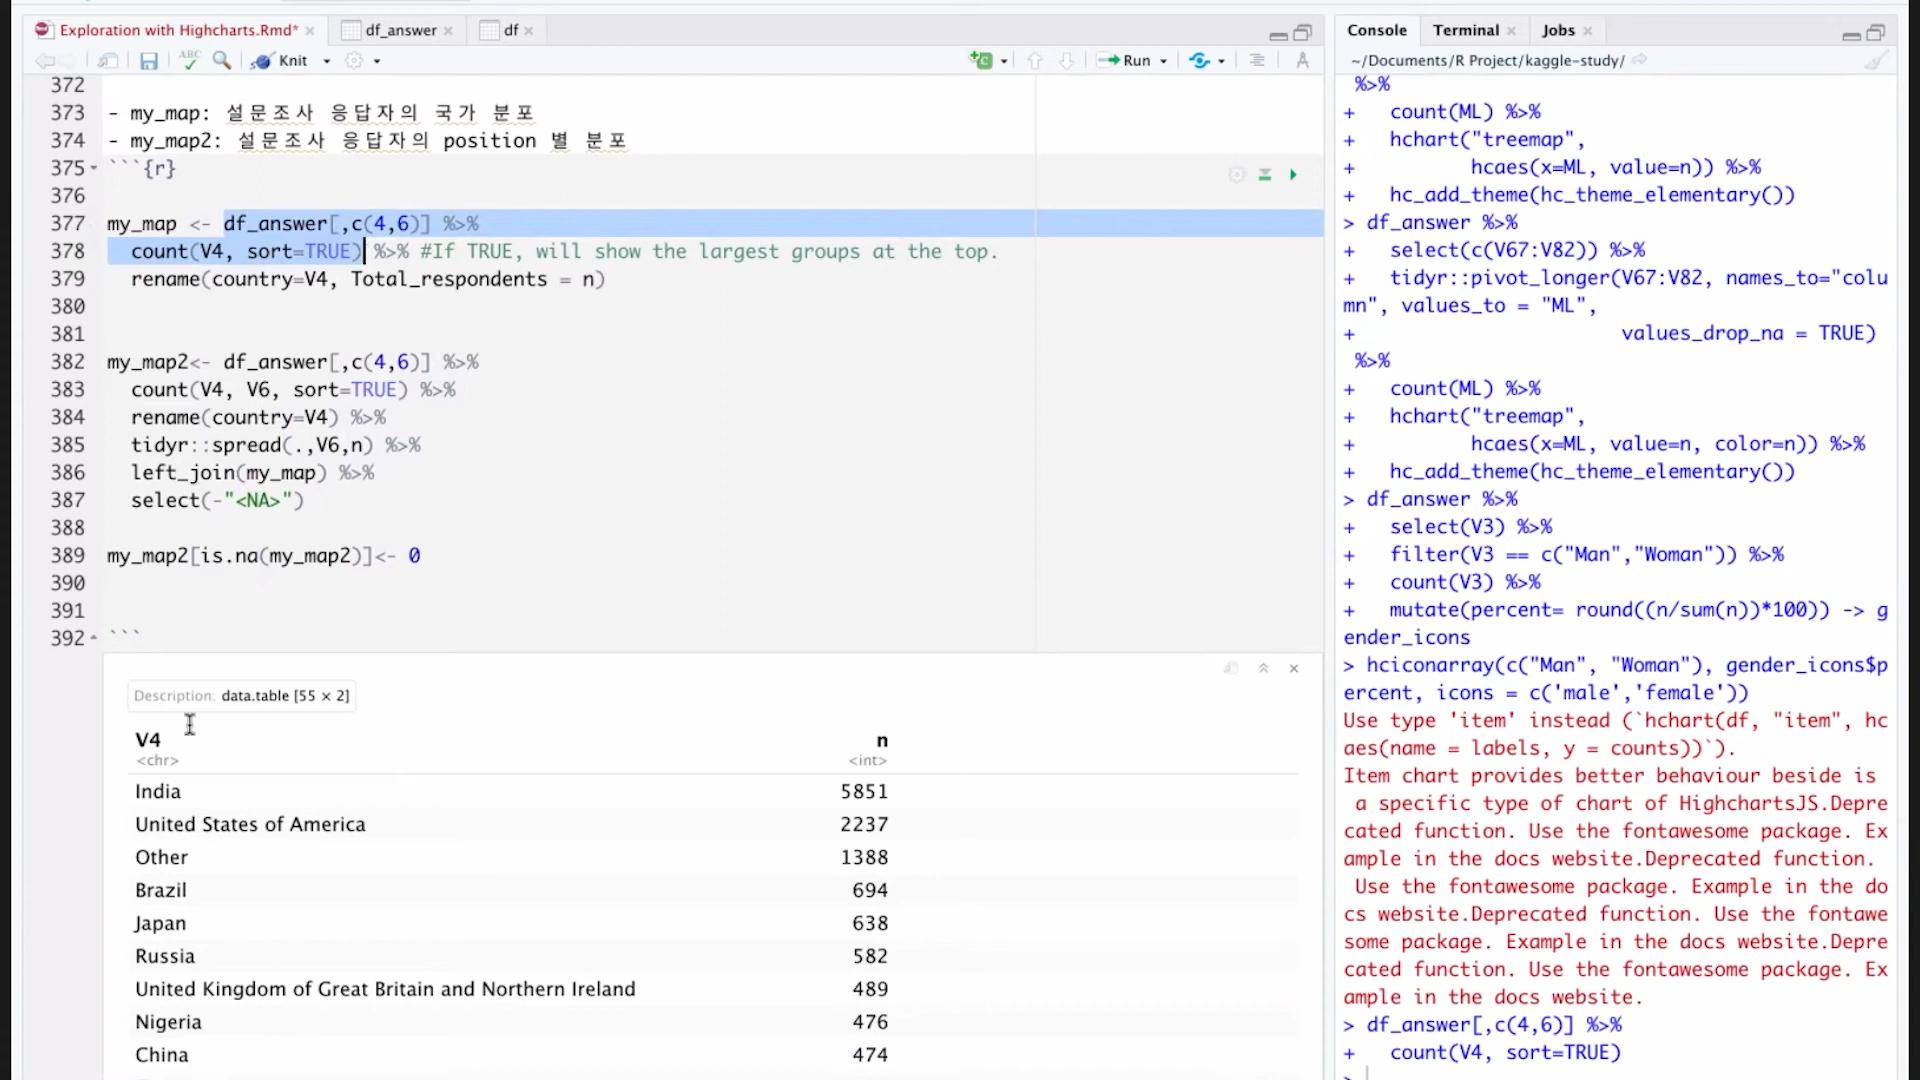 Exploration with Highcharts.Rmd*
df_answer
df
ABC
Knit
Run
372
373 - my_map: 설문조사 응답자의 국가 분포
374 - my_map2: 설문조사 응답자의 position 별 분포
375 ```{r}
376
377 my_map <- df_answer[,c(4,6)] %>%
378 count(V4, sort=TRUE) %>% #If TRUE, will show the largest groups at the top.
379 rename(country=V4, Total_respondents = n)
380
381
382 my_map2<- df_answer[,c(4,6)] %>%
383 count(V4, V6, sort=TRUE) %>%
384 rename(country=V4) %>%
385 tidyr::spread(.,V6,n) %>%
386 left_join(my_map) %>%
387 select(-"<NA>")
388
389 my_map2[is.na(my_map2)]<- 0
390
391
392 ```
Description: data.table [55 × 2]
V4 n
<chr> <int>
India 5851
United States of America 2237
Other 1388
Brazil 694
Japan 638
Russia 582
United Kingdom of Great Britain and Northern Ireland 489
Nigeria 476
China 474
Console Terminal Jobs
~/Documents/R Project/kaggle-study/
%>%
+ count(ML) %>%
+ hchart("treemap",
+ hcaes(x=ML, value=n)) %>%
+ hc_add_theme(hc_theme_elementary())
> df_answer %>%
+ select(c(V67:V82)) %>%
+ tidyr::pivot_longer(V67:V82, names_to="colu
mn", values_to = "ML",
+ values_drop_na = TRUE)
%>%
+ count(ML) %>%
+ hchart("treemap",
+ hcaes(x=ML, value=n, color=n)) %>%
+ hc_add_theme(hc_theme_elementary())
> df_answer %>%
+ select(V3) %>%
+ filter(V3 == c("Man","Woman")) %>%
+ count(V3) %>%
+ mutate(percent= round((n/sum(n))*100)) -> g
ender_icons
> hciconarray(c("Man", "Woman"), gender_icons$p
ercent, icons = c('male','female'))
Use type 'item' instead (`hchart(df, "item", hc
aes(name = labels, y = counts))`).
Item chart provides better behaviour beside is
a specific type of chart of HighchartsJS.Depre
cated function. Use the fontawesome package. Ex
ample in the docs website.Deprecated function.
Use the fontawesome package. Example in the do
cs website.Deprecated function. Use the fontawe
some package. Example in the docs website.Depre
cated function. Use the fontawesome package. Ex
ample in the docs website.
> df_answer[,c(4,6)] %>%
+ count(V4, sort=TRUE)
>